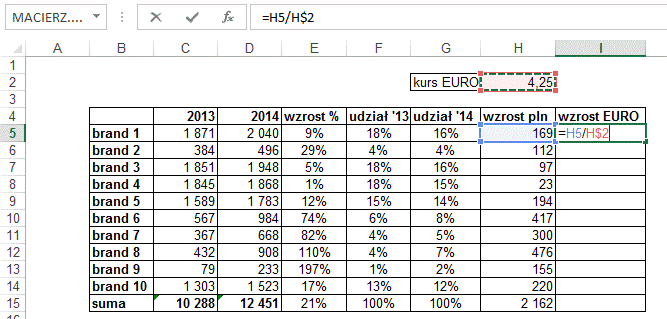 MACIERZ.... =H5/H$2
A B C D E F G H I
1
2 kurs EURO 4,25
3
4 2013 2014 wzrost % udział '13 udział '14 wzrost pln wzrost EURO
5 brand 1 1 871 2 040 9% 18% 16% 169 =H5/H$2
6 brand 2 384 496 29% 4% 4% 112
7 brand 3 1 851 1 948 5% 18% 16% 97
8 brand 4 1 845 1 868 1% 18% 15% 23
9 brand 5 1 589 1 783 12% 15% 14% 194
10 brand 6 567 984 74% 6% 8% 417
11 brand 7 367 668 82% 4% 5% 300
12 brand 8 432 908 110% 4% 7% 476
13 brand 9 79 233 197% 1% 2% 155
14 brand 10 1 303 1 523 17% 13% 12% 220
15 suma 10 288 12 451 21% 100% 100% 2 162